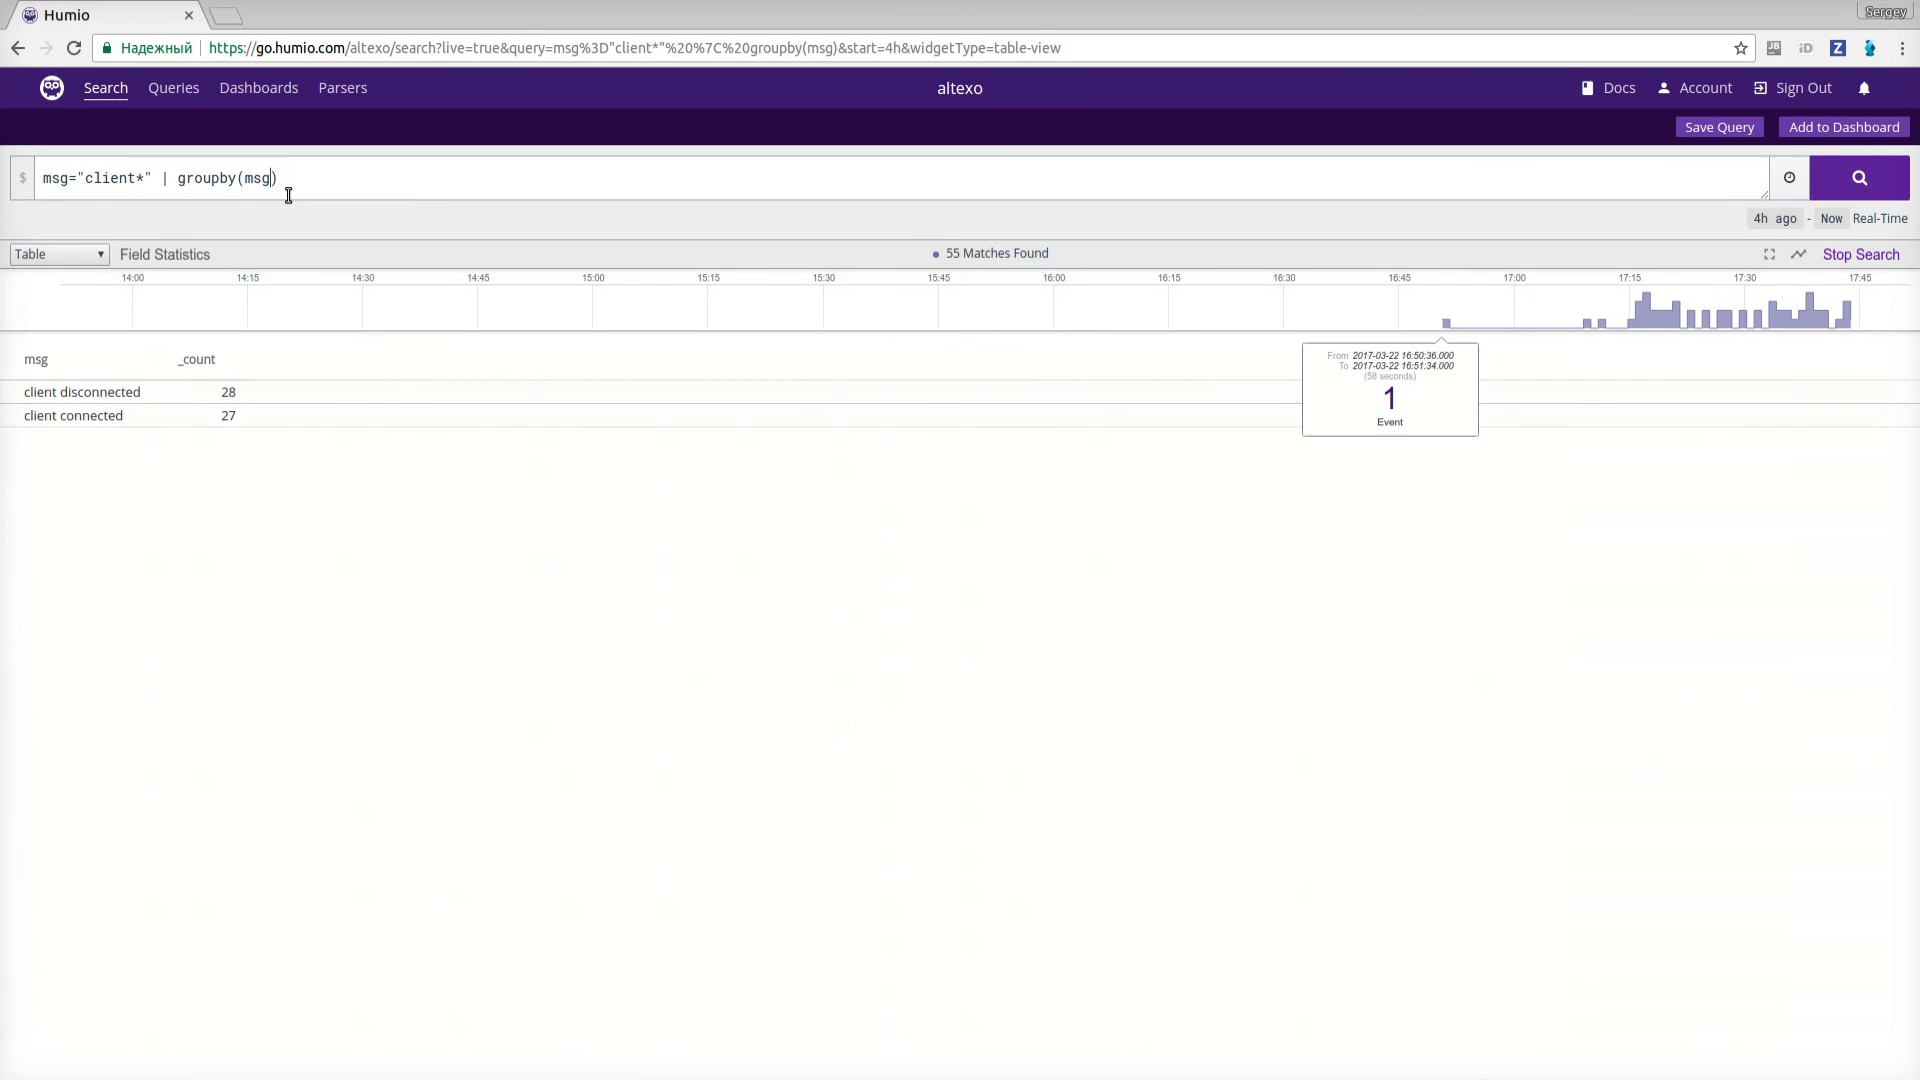 Humio
Sergey
Надежный https://go.humio.com/altexo/search?live=true&query=msg%3D"client*"%20%7C%20groupby(msg)&start=4h&widgetType=table-view
JB iD Z
Search Queries Dashboards Parsers altexo Docs Account Sign Out
Save Query Add to Dashboard
$ msg="client*" | groupby(msg)
4h ago - Now Real-Time
Table Field Statistics 55 Matches Found Stop Search
14:00 14:15 14:30 14:45 15:00 15:15 15:30 15:45 16:00 16:15 16:30 16:45 17:00 17:15 17:30 17:45
msg _count
From 2017-03-22 16:50:36.000
To 2017-03-22 16:51:34.000
(58 seconds)
1
Event
client disconnected 28
client connected 27